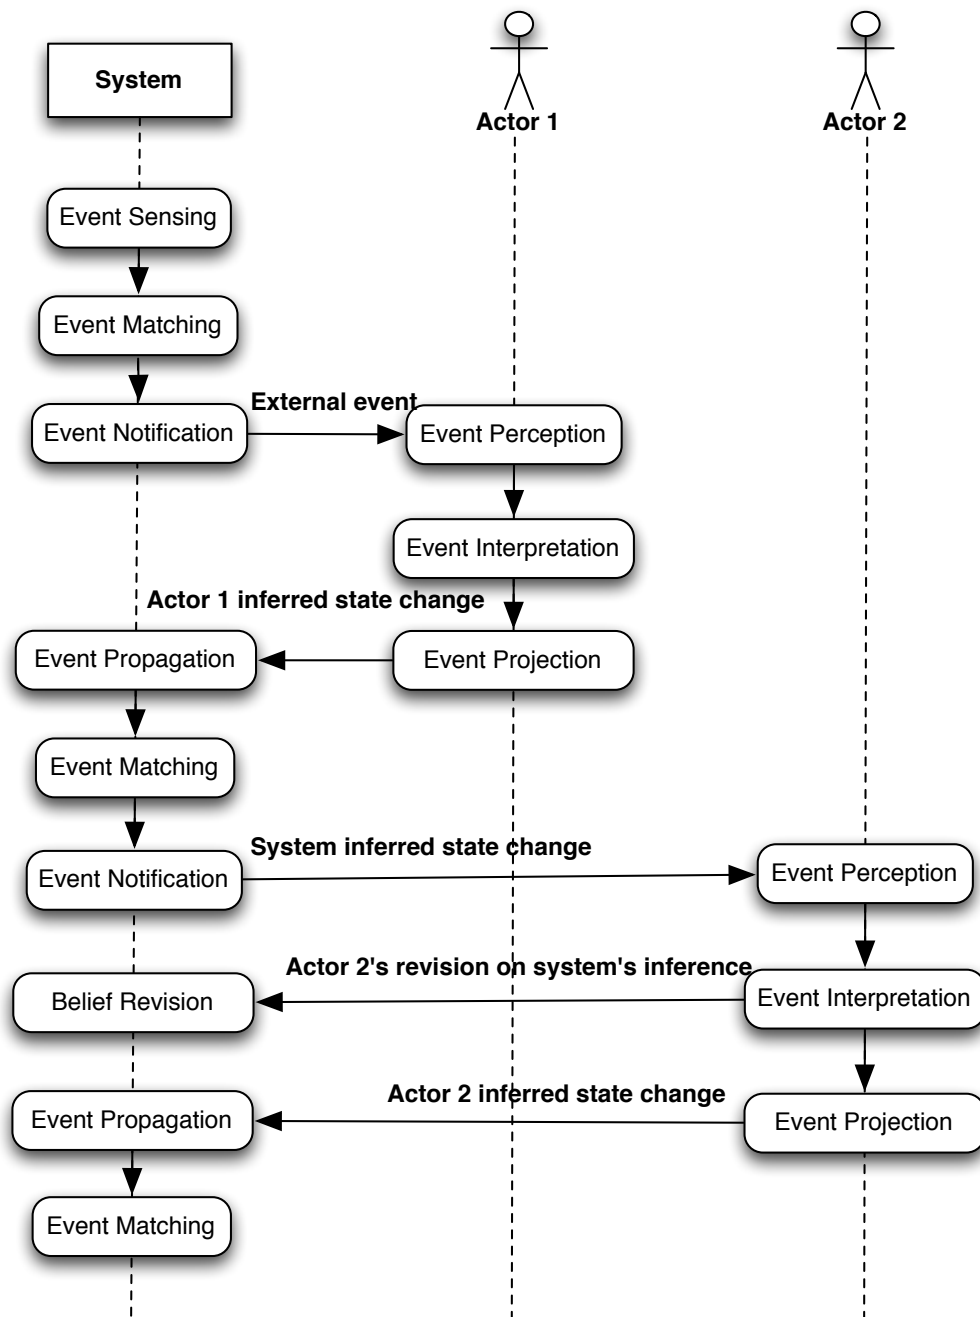 System
Actor 1
Actor 2
Event Sensing
Event Matching
External event
Event Notification
Event Perception
Event Interpretation
Actor 1 inferred state change
Event Propagation
Event Projection
Event Matching
System inferred state change
Event Notification
Event Perception
Actor 2's revision on system's inference
Belief Revision
Event Interpretation
Actor 2 inferred state change
Event Propagation
Event Projection
Event Matching